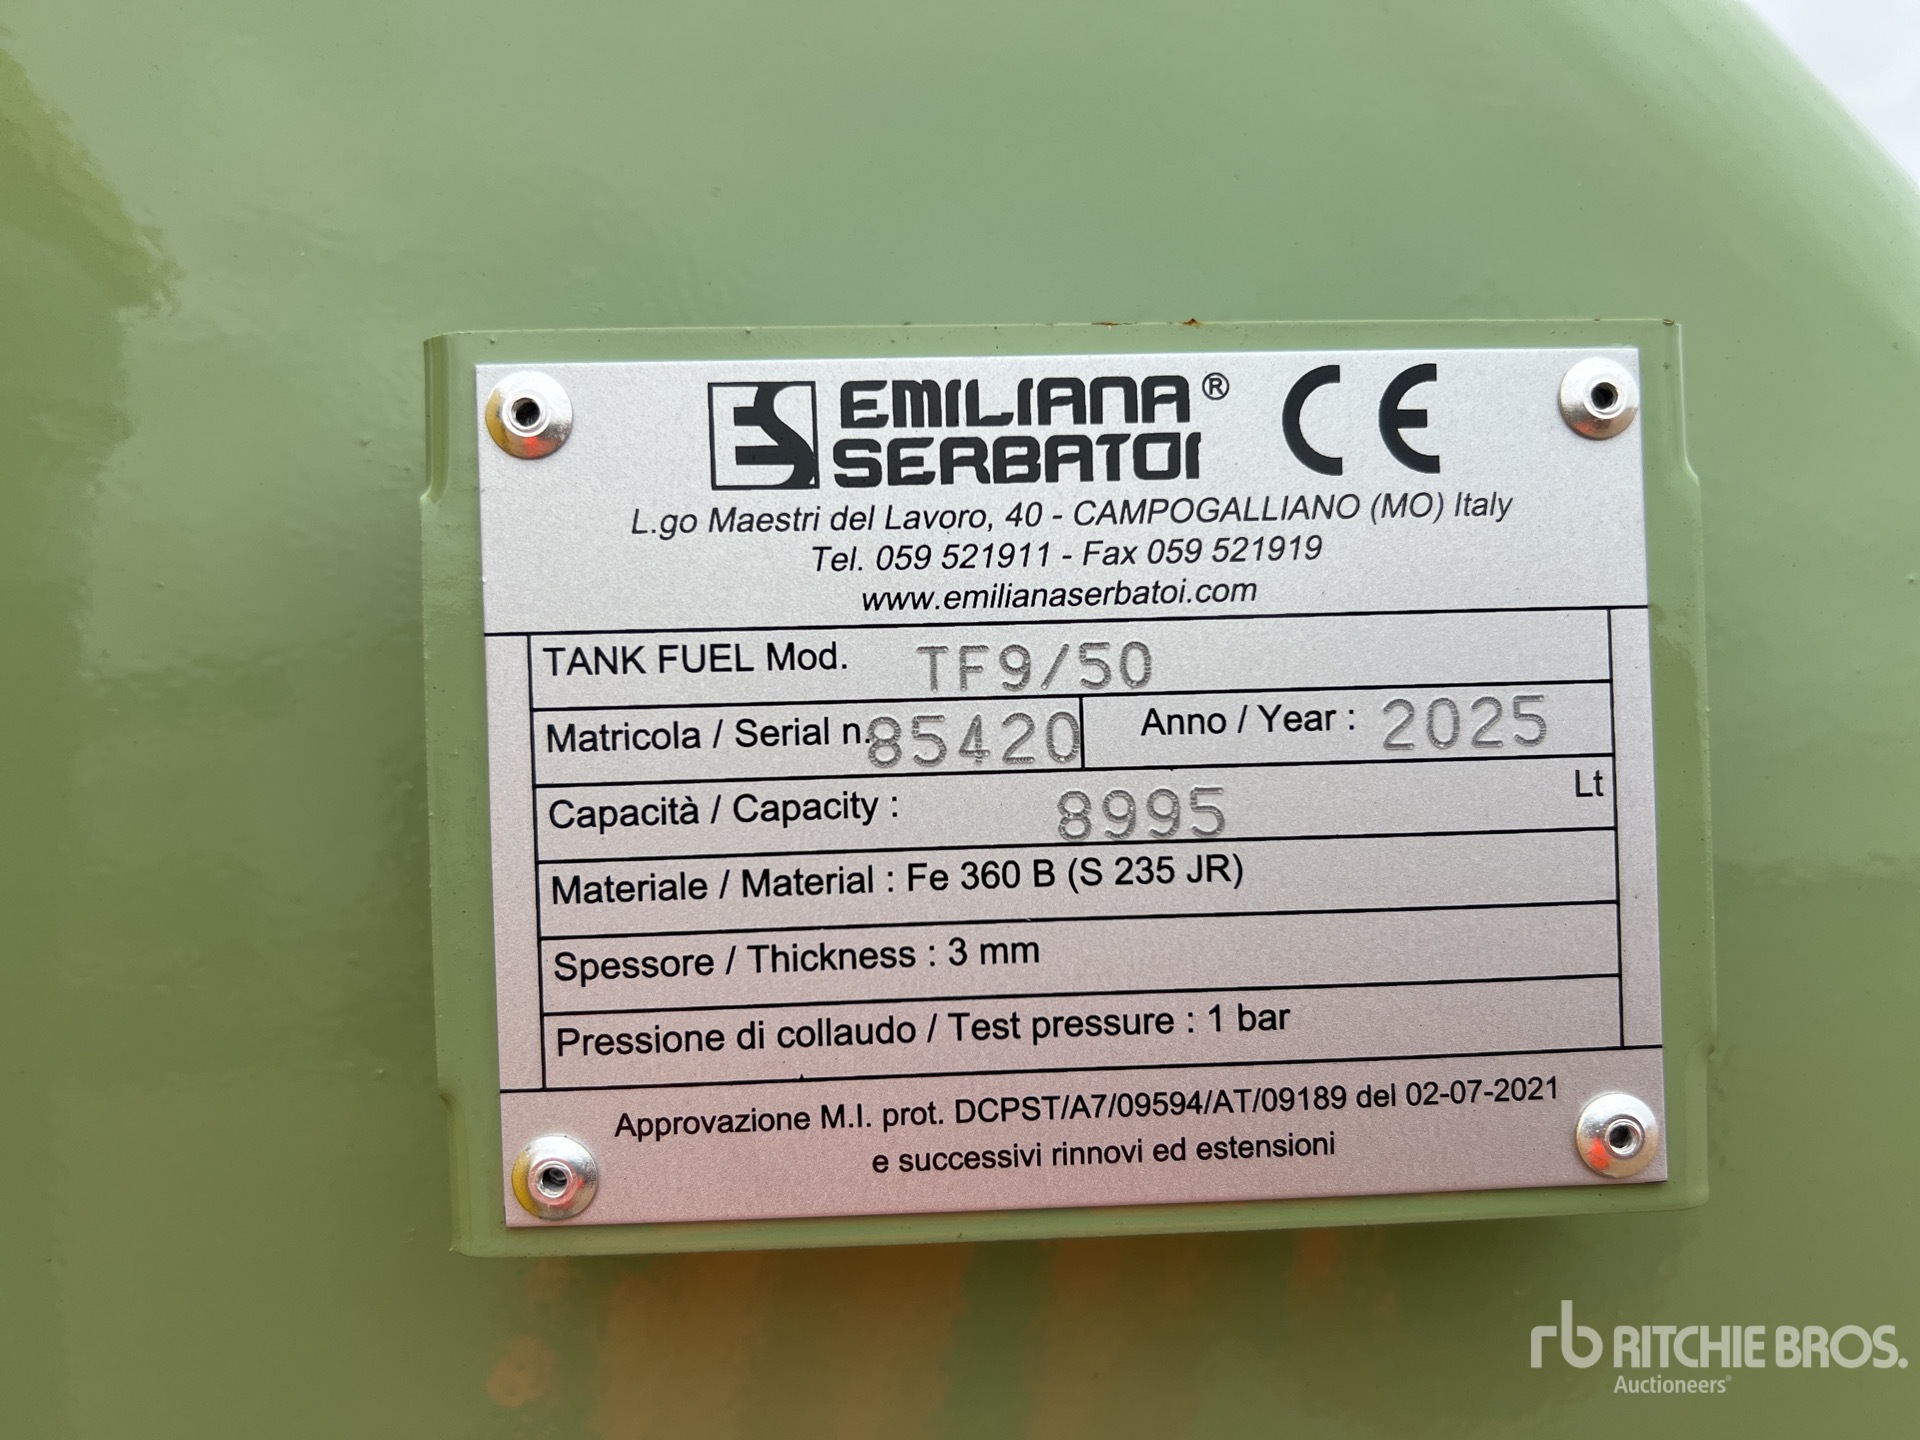 ES EMILIANA® CE
SERBATOI
L.go Maestri del Lavoro, 40 - CAMPOGALLIANO (MO) Italy
Tel. 059 521911 - Fax 059 521919
www.emilianaserbatoi.com
TANK FUEL Mod. TF9/50
Matricola / Serial n. 85420 Anno / Year : 2025
Capacità / Capacity : 8995 Lt
Materiale / Material : Fe 360 B (S 235 JR)
Spessore / Thickness : 3 mm
Pressione di collaudo / Test pressure : 1 bar
Approvazione M.I. prot. DCPST/A7/09594/AT/09189 del 02-07-2021
e successivi rinnovi ed estensioni
rb RITCHIE BROS.
Auctioneers®